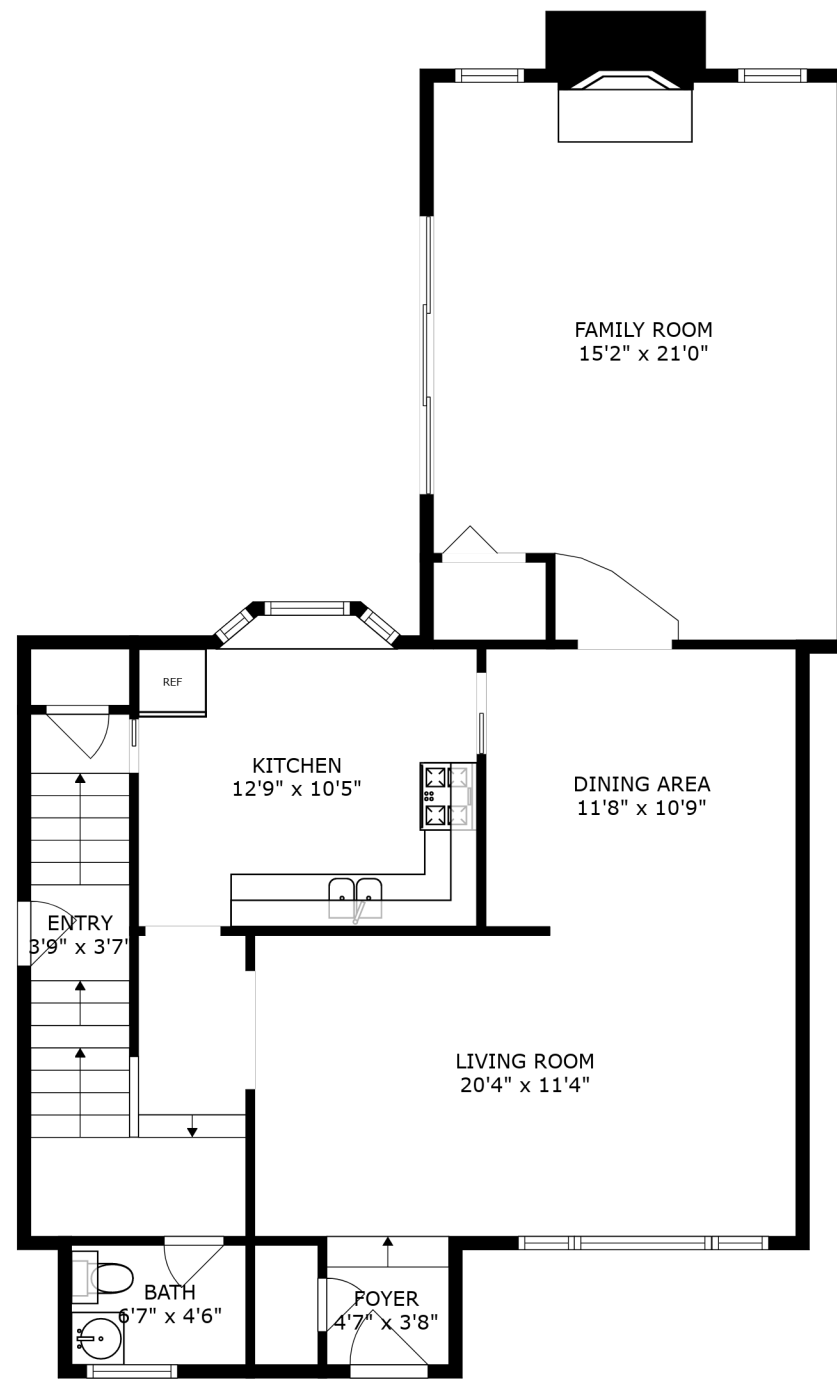 FAMILY ROOM
15'2" x 21'0"
REF
KITCHEN
12'9" x 10'5"
DINING AREA
11'8" x 10'9"
ENTRY
3'9" x 3'7"
LIVING ROOM
20'4" x 11'4"
BATH
6'7" x 4'6"
FOYER
4'7" x 3'8"